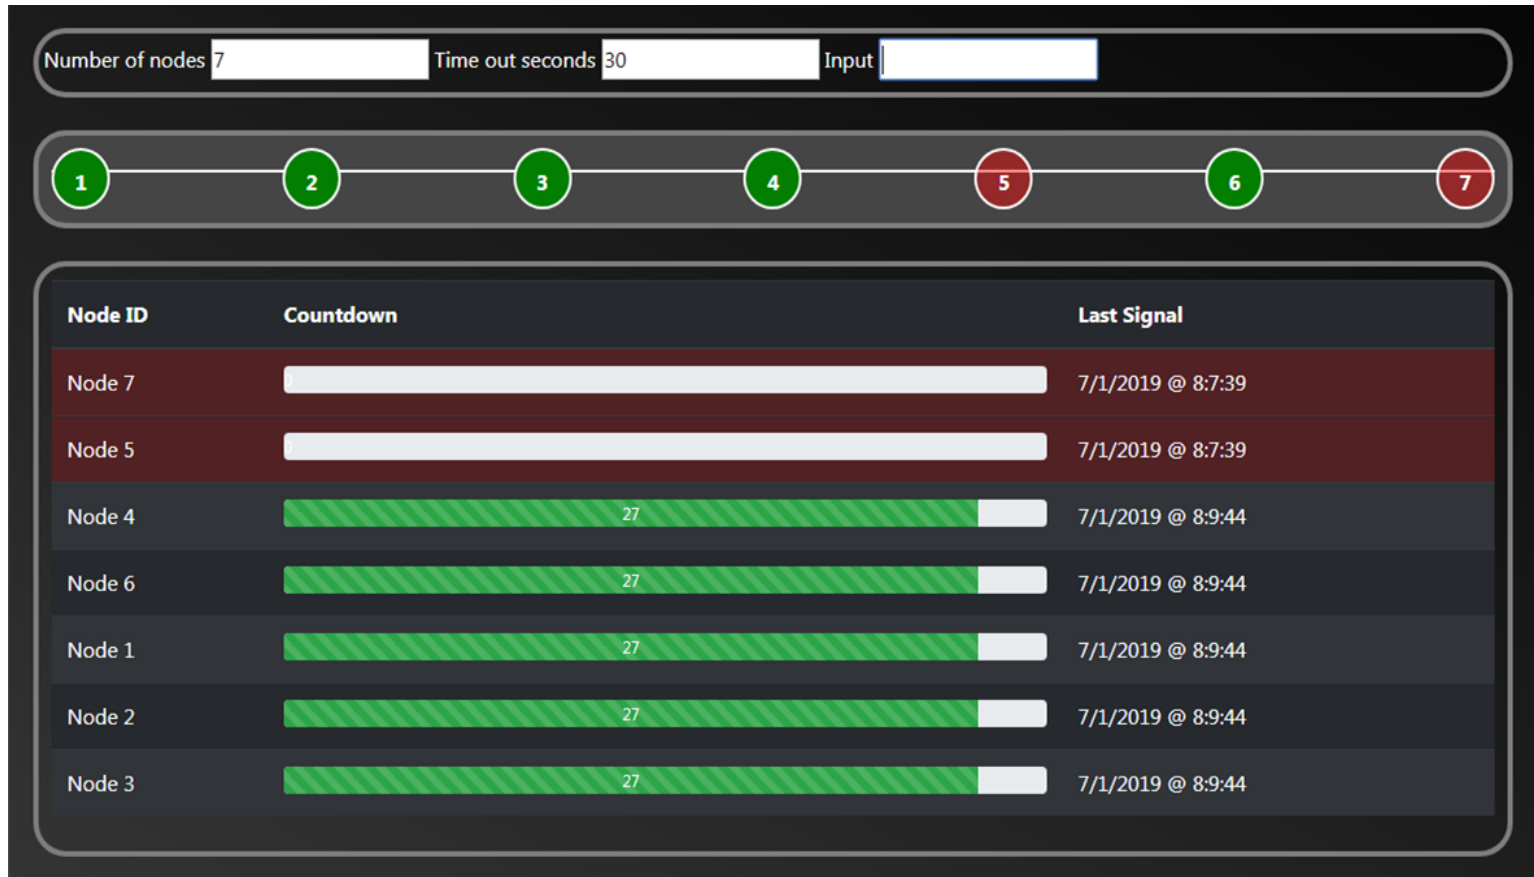 Number of nodes 7 Time out seconds 30 Input
1 2 3 4 5 6 7
Node ID Countdown Last Signal
Node 7 0 7/1/2019 @ 8:7:39
Node 5 0 7/1/2019 @ 8:7:39
Node 4 27 7/1/2019 @ 8:9:44
Node 6 27 7/1/2019 @ 8:9:44
Node 1 27 7/1/2019 @ 8:9:44
Node 2 27 7/1/2019 @ 8:9:44
Node 3 27 7/1/2019 @ 8:9:44